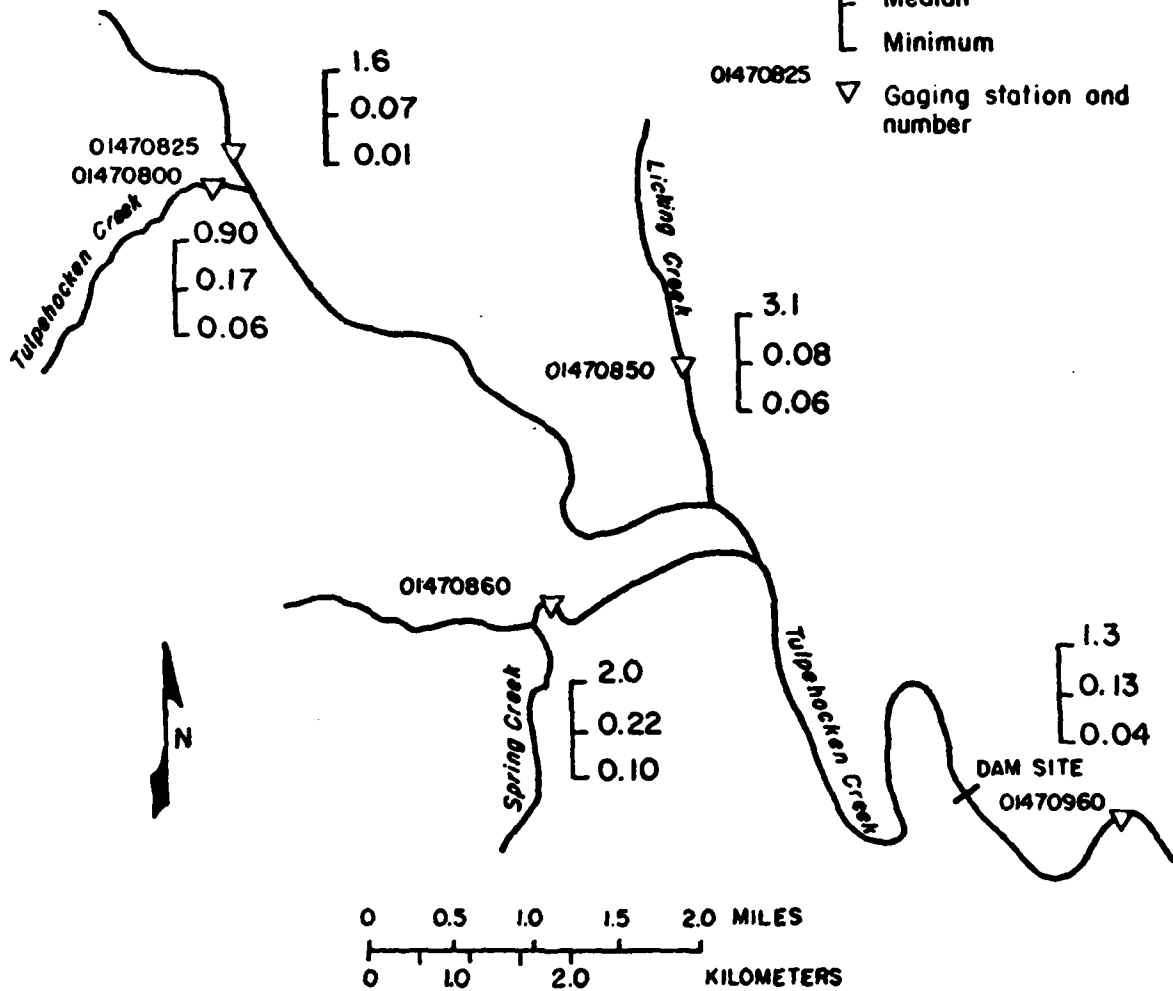 Median
Minimum
01470825
Gaging station and
number
1.6
0.07
0.01
01470825
01470800
Tulpehocken Creek
0.90
0.17
0.06
Licking Creek
3.1
0.08
0.06
01470850
01470860
Spring Creek
2.0
0.22
0.10
Tulpehocken Creek
1.3
0.13
0.04
DAM SITE
01470960
N
0 0.5 1.0 1.5 2.0 MILES
0 1.0 2.0 KILOMETERS